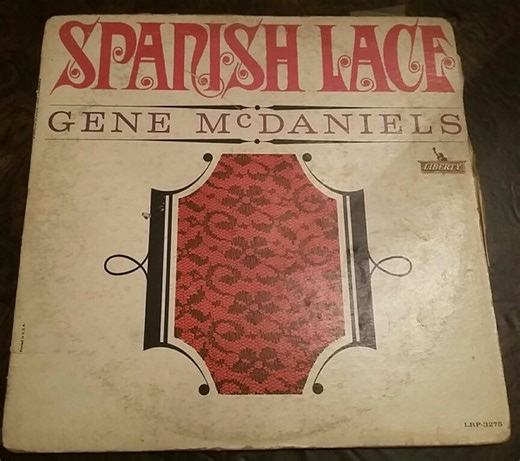 SPANISH LACE
GENE McDANIELS
LIBERTY
LRP-3275